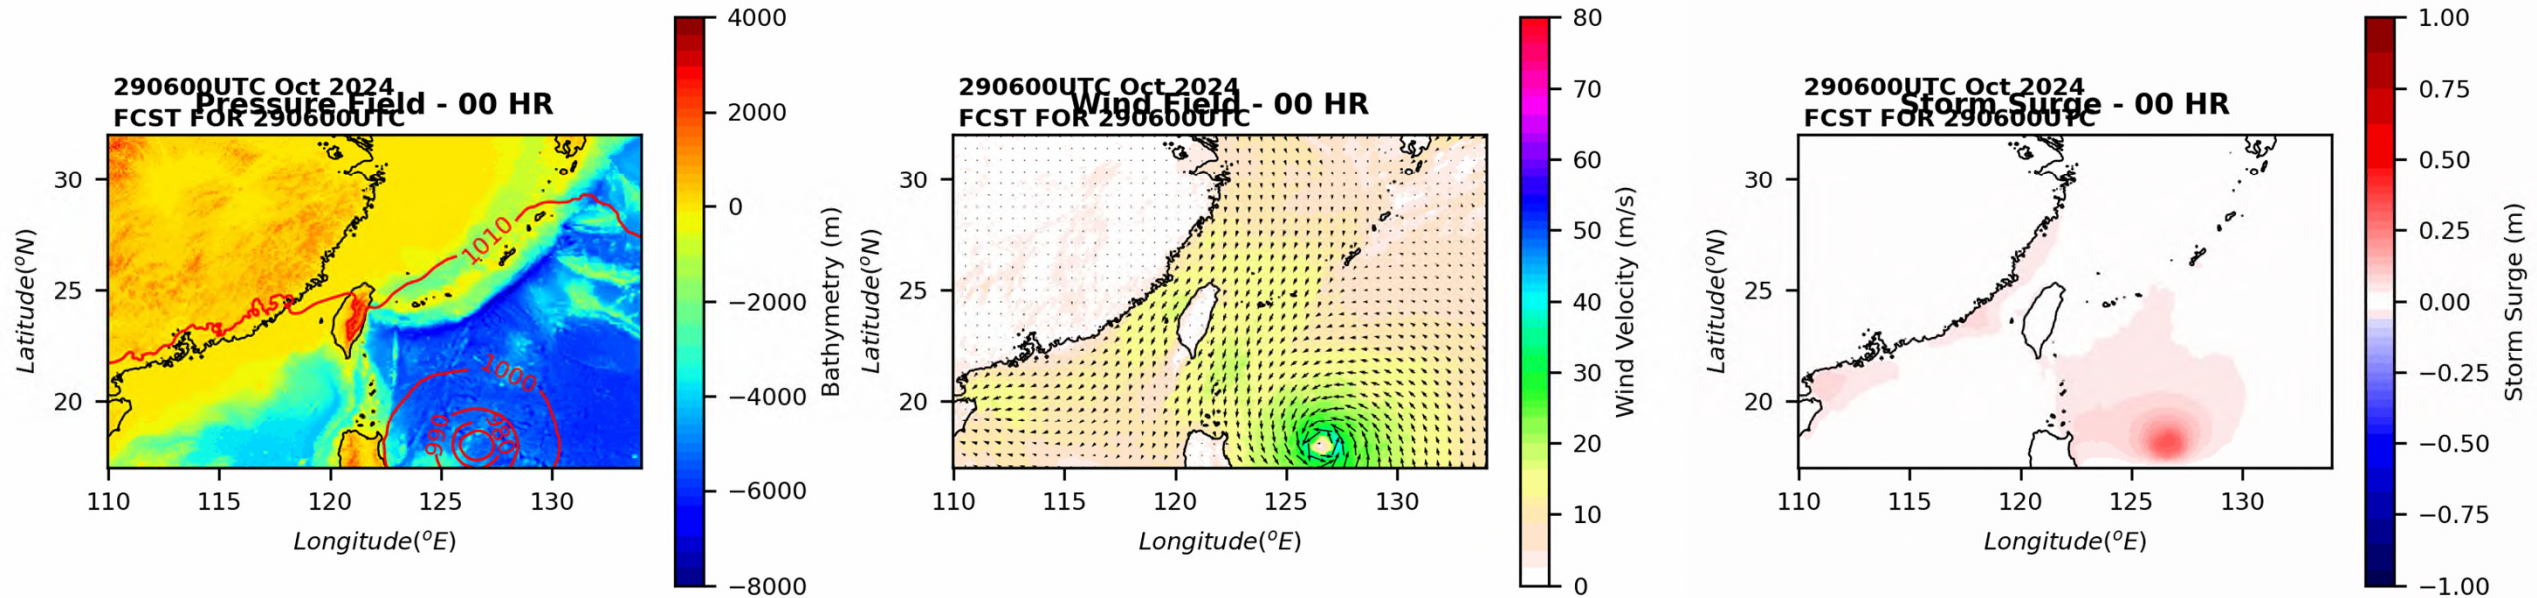 290600UTC Oct 2024
FCST FOR 290600UTC
Pressure Field - 00 HR
30
25
20
110
115
120
125
130
Latitude(°N)
Longitude(°E)
1010
1000
990
980
4000
2000
0
−2000
−4000
−6000
−8000
Bathymetry (m)
290600UTC Oct 2024
FCST FOR 290600UTC
Wind Field - 00 HR
30
25
20
110
115
120
125
130
Latitude(°N)
Longitude(°E)
80
70
60
50
40
30
20
10
0
Wind Velocity (m/s)
290600UTC Oct 2024
FCST FOR 290600UTC
Storm Surge - 00 HR
30
25
20
110
115
120
125
130
Latitude(°N)
Longitude(°E)
1.00
0.75
0.50
0.25
0.00
−0.25
−0.50
−0.75
−1.00
Storm Surge (m)